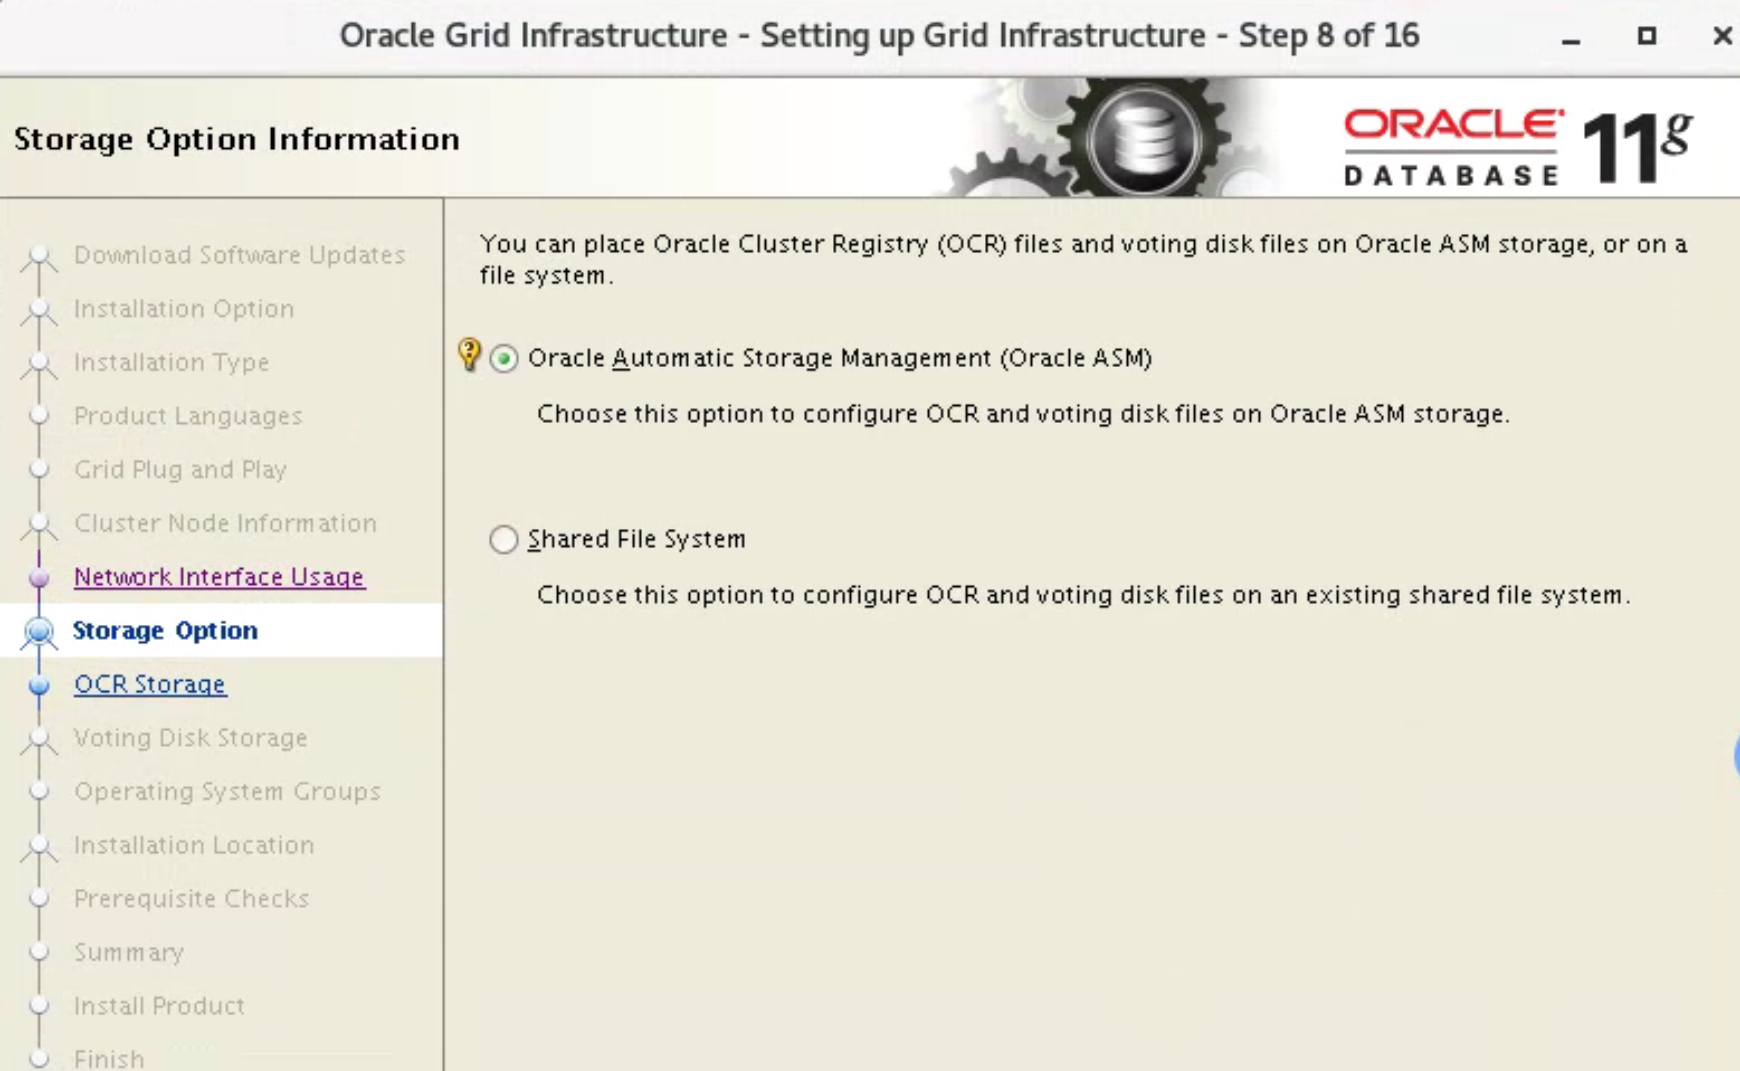 Oracle Grid Infrastructure - Setting up Grid Infrastructure - Step 8 of 16
Storage Option Information
ORACLE
DATABASE
11g
Download Software Updates
Installation Option
Installation Type
Product Languages
Grid Plug and Play
Cluster Node Information
Network Interface Usage
Storage Option
OCR Storage
Voting Disk Storage
Operating System Groups
Installation Location
Prerequisite Checks
Summary
Install Product
Finish
You can place Oracle Cluster Registry (OCR) files and voting disk files on Oracle ASM storage, or on a
file system.
Oracle Automatic Storage Management (Oracle ASM)
Choose this option to configure OCR and voting disk files on Oracle ASM storage.
Shared File System
Choose this option to configure OCR and voting disk files on an existing shared file system.